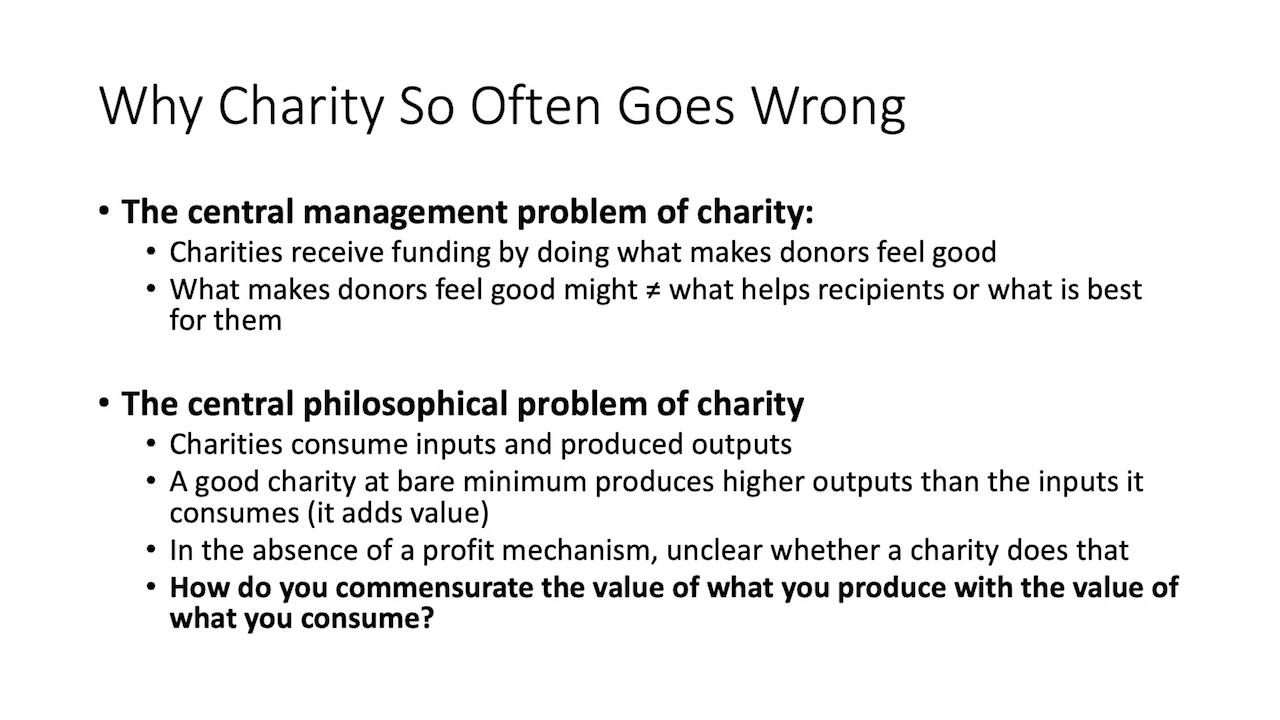 Why Charity So Often Goes Wrong
• The central management problem of charity:
• Charities receive funding by doing what makes donors feel good
• What makes donors feel good might ≠ what helps recipients or what is best
for them
• The central philosophical problem of charity
• Charities consume inputs and produced outputs
• A good charity at bare minimum produces higher outputs than the inputs it
consumes (it adds value)
• In the absence of a profit mechanism, unclear whether a charity does that
• How do you commensurate the value of what you produce with the value of
what you consume?